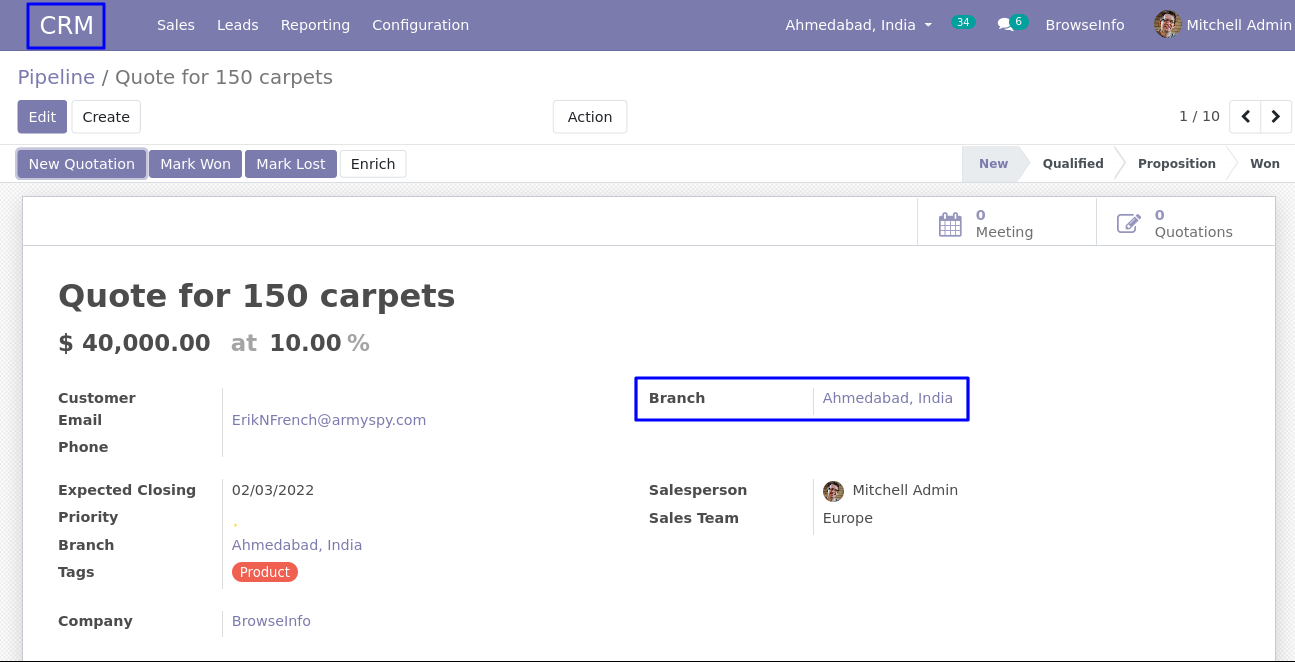 CRM Sales Leads Reporting Configuration Ahmedabad, India 34 6 BrowseInfo Mitchell Admin
Pipeline / Quote for 150 carpets
Edit Create Action 1 / 10
New Quotation Mark Won Mark Lost Enrich New Qualified Proposition Won
0 Meeting
0 Quotations
Quote for 150 carpets
$ 40,000.00 at 10.00 %
Customer
Email ErikNFrench@armyspy.com
Phone
Branch Ahmedabad, India
Expected Closing 02/03/2022
Priority
Branch Ahmedabad, India
Tags Product
Salesperson Mitchell Admin
Sales Team Europe
Company BrowseInfo